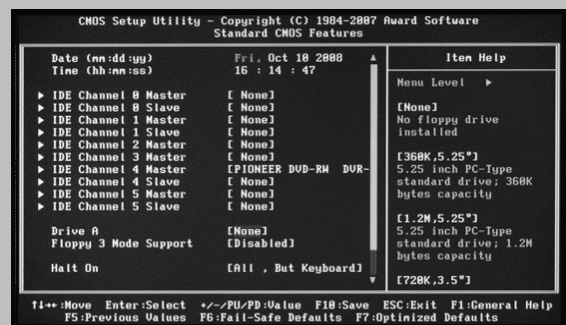 CMOS Setup Utility - Copyright (C) 1984-2007 Award Software
Standard CMOS Features
Date (mm:dd:yy) Fri, Oct 10 2008
Time (hh:mm:ss) 16 : 14 : 47
▶ IDE Channel 0 Master [ None]
▶ IDE Channel 0 Slave [ None]
▶ IDE Channel 1 Master [ None]
▶ IDE Channel 1 Slave [ None]
▶ IDE Channel 2 Master [ None]
▶ IDE Channel 3 Master [ None]
▶ IDE Channel 4 Master [PIONEER DVD-RW DVR-
▶ IDE Channel 4 Slave [ None]
▶ IDE Channel 5 Master [ None]
▶ IDE Channel 5 Slave [ None]
Drive A [None]
Floppy 3 Mode Support [Disabled]
Halt On [All , But Keyboard]
Item Help
Menu Level ▶
[None]
No floppy drive
installed
[360K,5.25"]
5.25 inch PC-Type
standard drive; 360K
bytes capacity
[1.2M,5.25"]
5.25 inch PC-Type
standard drive; 1.2M
bytes capacity
[720K,3.5"]
↑↓→←:Move Enter:Select +/-/PU/PD:Value F10:Save ESC:Exit F1:General Help
F5:Previous Values F6:Fail-Safe Defaults F7:Optimized Defaults